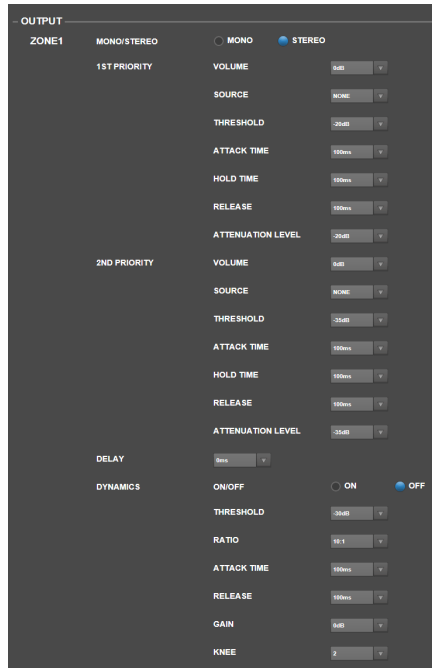 OUTPUT
ZONE1 MONO/STEREO MONO STEREO
1ST PRIORITY VOLUME 0dB
SOURCE NONE
THRESHOLD -20dB
ATTACK TIME 100ms
HOLD TIME 100ms
RELEASE 100ms
ATTENUATION LEVEL -20dB
2ND PRIORITY VOLUME 0dB
SOURCE NONE
THRESHOLD -35dB
ATTACK TIME 100ms
HOLD TIME 100ms
RELEASE 100ms
ATTENUATION LEVEL -35dB
DELAY 0ms
DYNAMICS ON/OFF ON OFF
THRESHOLD -30dB
RATIO 10:1
ATTACK TIME 100ms
RELEASE 100ms
GAIN 0dB
KNEE 2